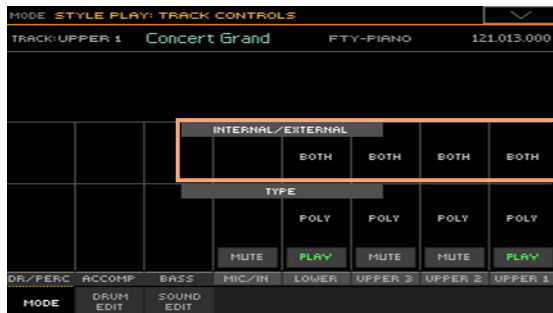 MODE STYLE PLAY: TRACK CONTROLS
TRACK:UPPER 1 Concert Grand FTY-PIANO 121.013.000
INTERNAL/EXTERNAL
BOTH BOTH BOTH BOTH
TYPE
POLY POLY POLY POLY
MUTE PLAY MUTE MUTE PLAY
DR/PERC ACCOMP BASS MIC/IN LOWER UPPER 3 UPPER 2 UPPER 1
MODE DRUM EDIT SOUND EDIT